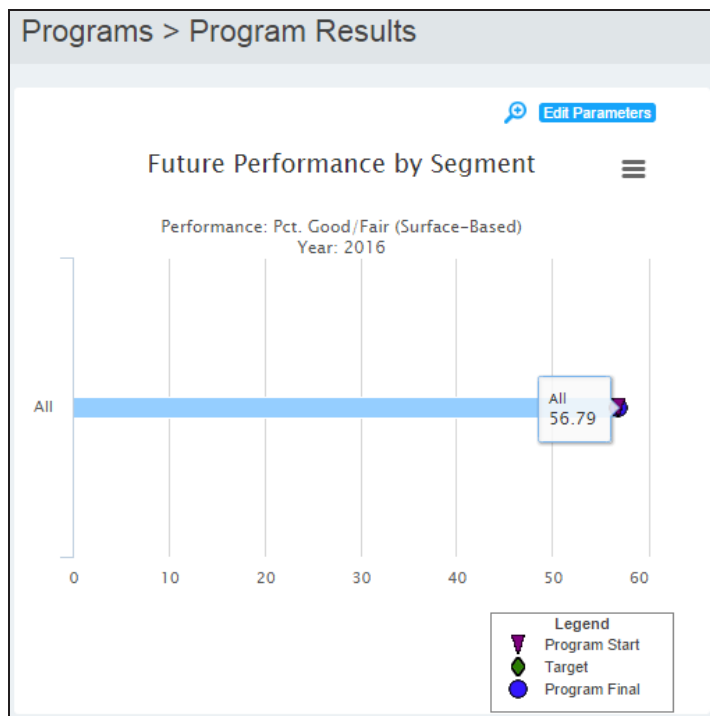 Programs > Program Results
Edit Parameters
Future Performance by Segment
Performance: Pct. Good/Fair (Surface-Based)
Year: 2016
All
All
56.79
0 10 20 30 40 50 60
Legend
Program Start
Target
Program Final